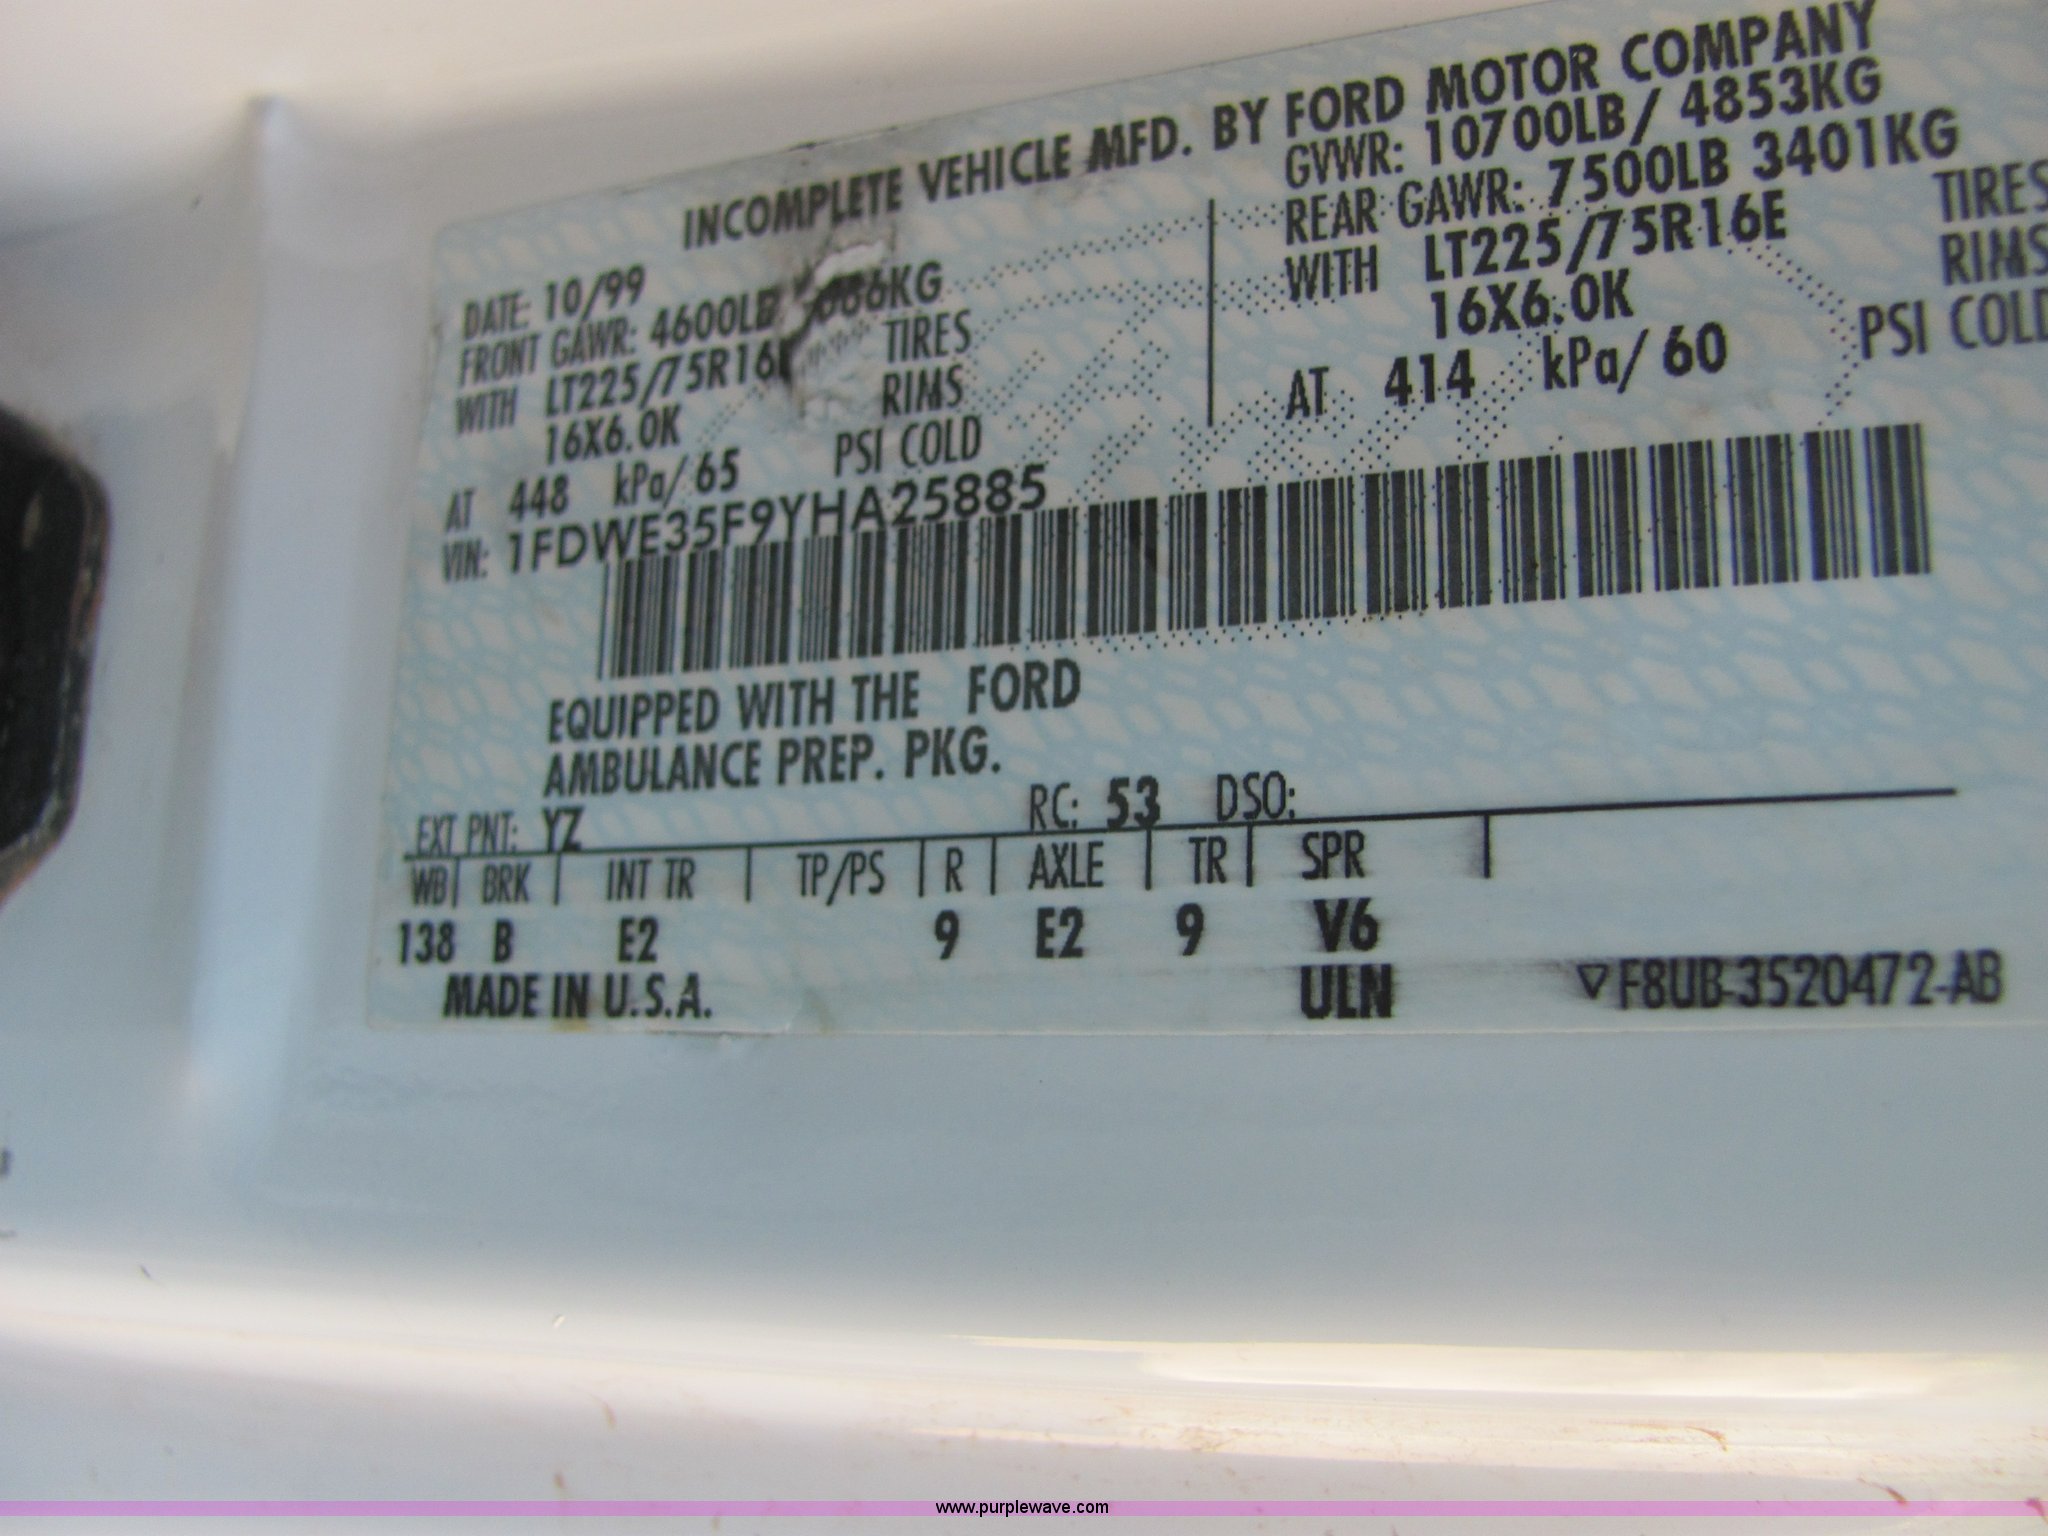 INCOMPLETE VEHICLE MFD. BY FORD MOTOR COMPANY
DATE: 10/99
GVWR: 10700LB/ 4853KG
FRONT GAWR: 4600LB
REAR GAWR: 7500LB 3401KG
WITH LT225/75R16E TIRES
WITH LT225/75R16E TIRES
16X6.0K RIMS
16X6.0K RIMS
AT 448 kPa/ 65 PSI COLD
AT 414 kPa/ 60 PSI COLD
VIN: 1FDWE35F9YHA25885
EQUIPPED WITH THE FORD
AMBULANCE PREP. PKG.
EXT PNT: YZ RC: 53 DSO:
WB | BRK | INT TR | TP/PS | R | AXLE | TR | SPR |
138 B E2 9 E2 9 V6
MADE IN U.S.A. ULN ▽F8UB-3520472-AB
www.purplewave.com